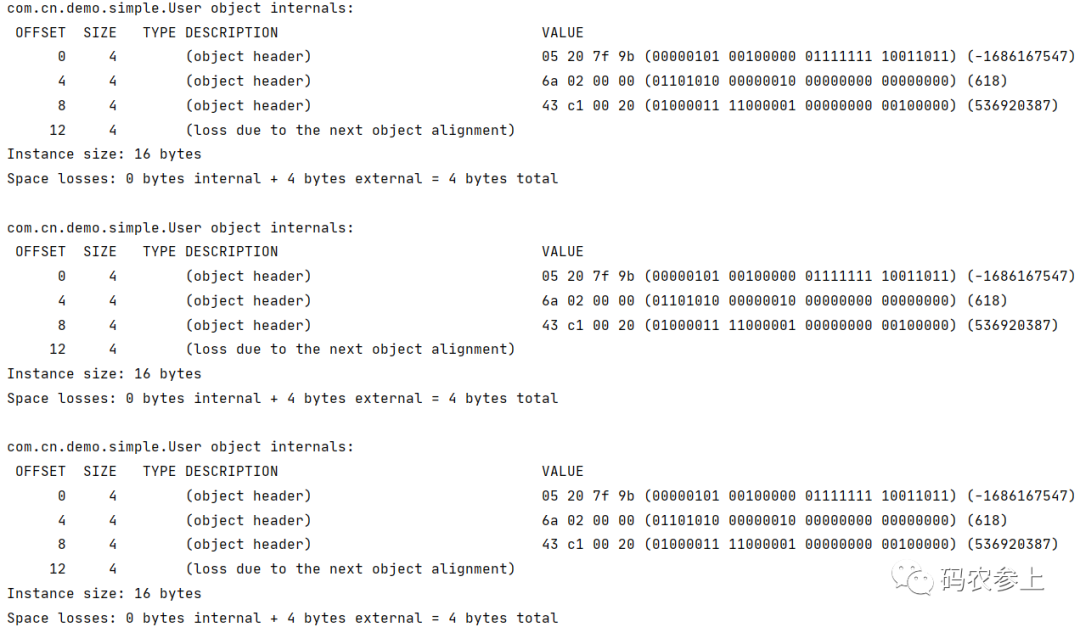 com.cn.demo.simple.User object internals:
OFFSET SIZE TYPE DESCRIPTION VALUE
0 4 (object header) 05 20 7f 9b (00000101 00100000 01111111 10011011) (-1686167547)
4 4 (object header) 6a 02 00 00 (01101010 00000010 00000000 00000000) (618)
8 4 (object header) 43 c1 00 20 (01000011 11000001 00000000 00100000) (536920387)
12 4 (loss due to the next object alignment)
Instance size: 16 bytes
Space losses: 0 bytes internal + 4 bytes external = 4 bytes total
com.cn.demo.simple.User object internals:
OFFSET SIZE TYPE DESCRIPTION VALUE
0 4 (object header) 05 20 7f 9b (00000101 00100000 01111111 10011011) (-1686167547)
4 4 (object header) 6a 02 00 00 (01101010 00000010 00000000 00000000) (618)
8 4 (object header) 43 c1 00 20 (01000011 11000001 00000000 00100000) (536920387)
12 4 (loss due to the next object alignment)
Instance size: 16 bytes
Space losses: 0 bytes internal + 4 bytes external = 4 bytes total
com.cn.demo.simple.User object internals:
OFFSET SIZE TYPE DESCRIPTION VALUE
0 4 (object header) 05 20 7f 9b (00000101 00100000 01111111 10011011) (-1686167547)
4 4 (object header) 6a 02 00 00 (01101010 00000010 00000000 00000000) (618)
8 4 (object header) 43 c1 00 20 (01000011 11000001 00000000 00100000) (536920387)
12 4 (loss due to the next object alignment)
Instance size: 16 bytes
Space losses: 0 bytes internal + 4 bytes external = 4 bytes total
码农参上